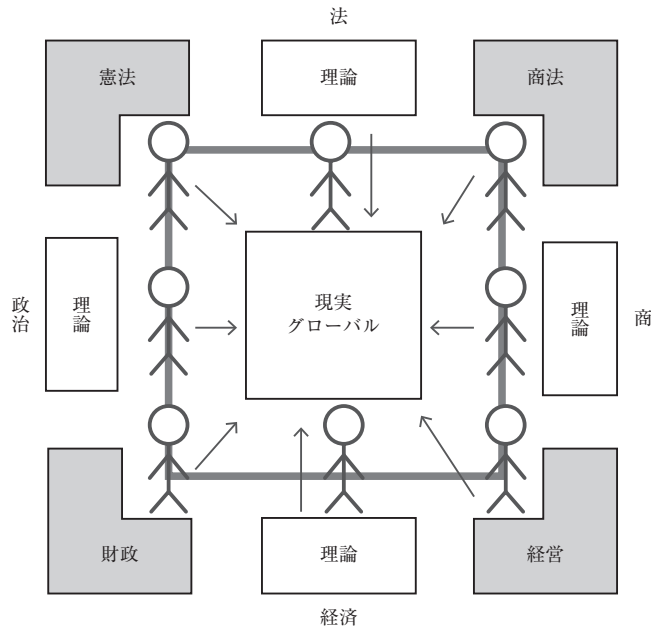 法
憲法
理論
商法
政治
理論
現実
グローバル
理論
商
財政
理論
経営
経済